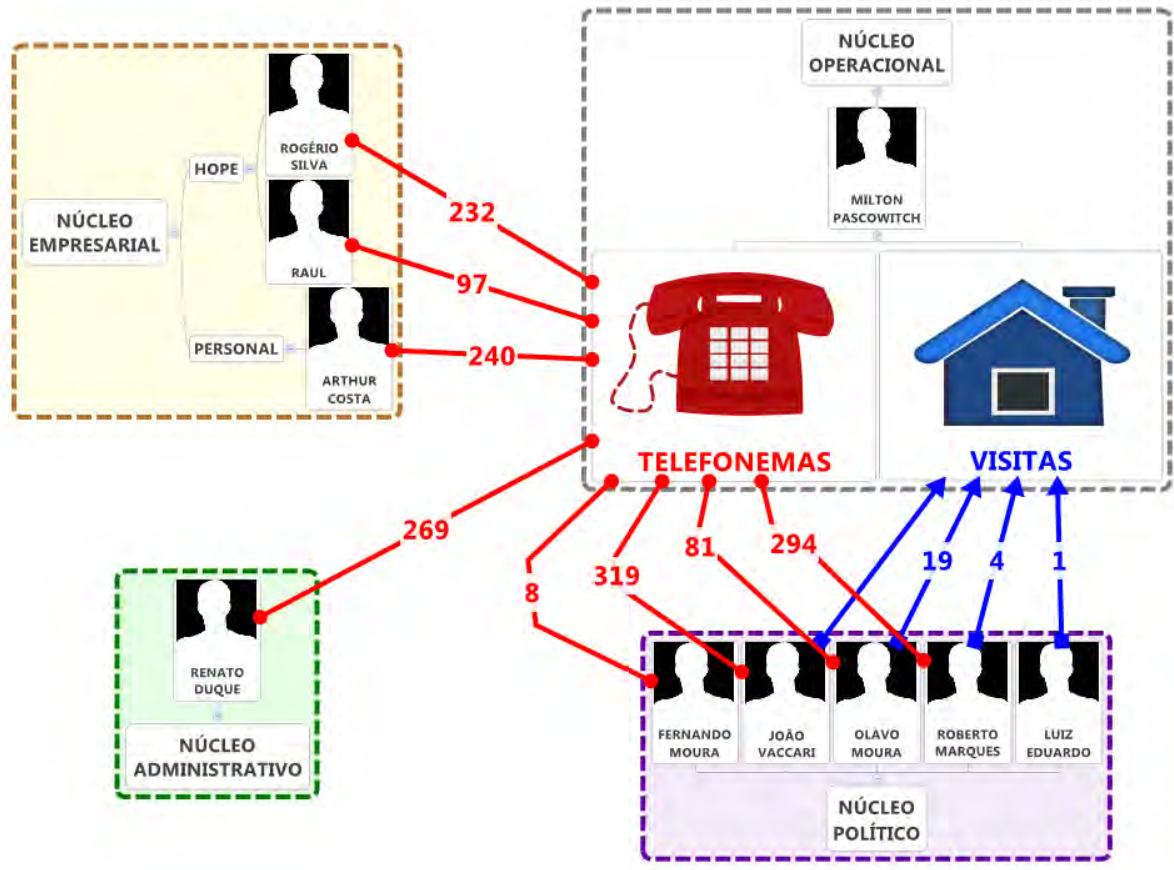 NÚCLEO
OPERACIONAL
MILTON
PASCOWITCH
TELEFONEMAS
VISITAS
NÚCLEO
EMPRESARIAL
HOPE
ROGÉRIO
SILVA
RAUL
PERSONAL
ARTHUR
COSTA
232
97
240
269
8
319
81
294
19
4
1
RENATO
DUQUE
NÚCLEO
ADMINISTRATIVO
FERNANDO
MOURA
JOÃO
VACCARI
OLAVO
MOURA
ROBERTO
MARQUES
LUIZ
EDUARDO
NÚCLEO
POLÍTICO